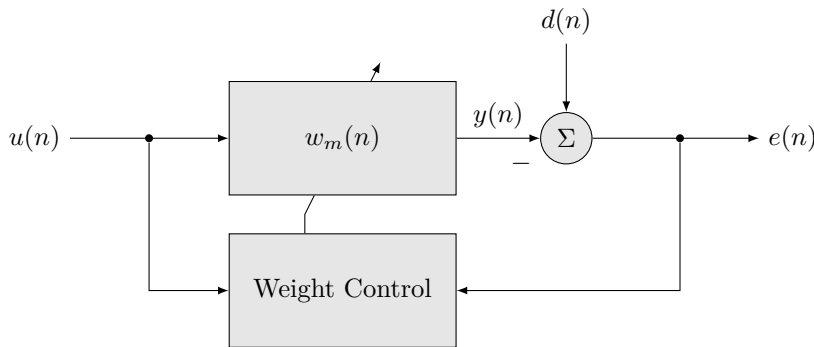 d(n)
u(n)
w_m(n)
y(n)
−
Σ
e(n)
Weight Control